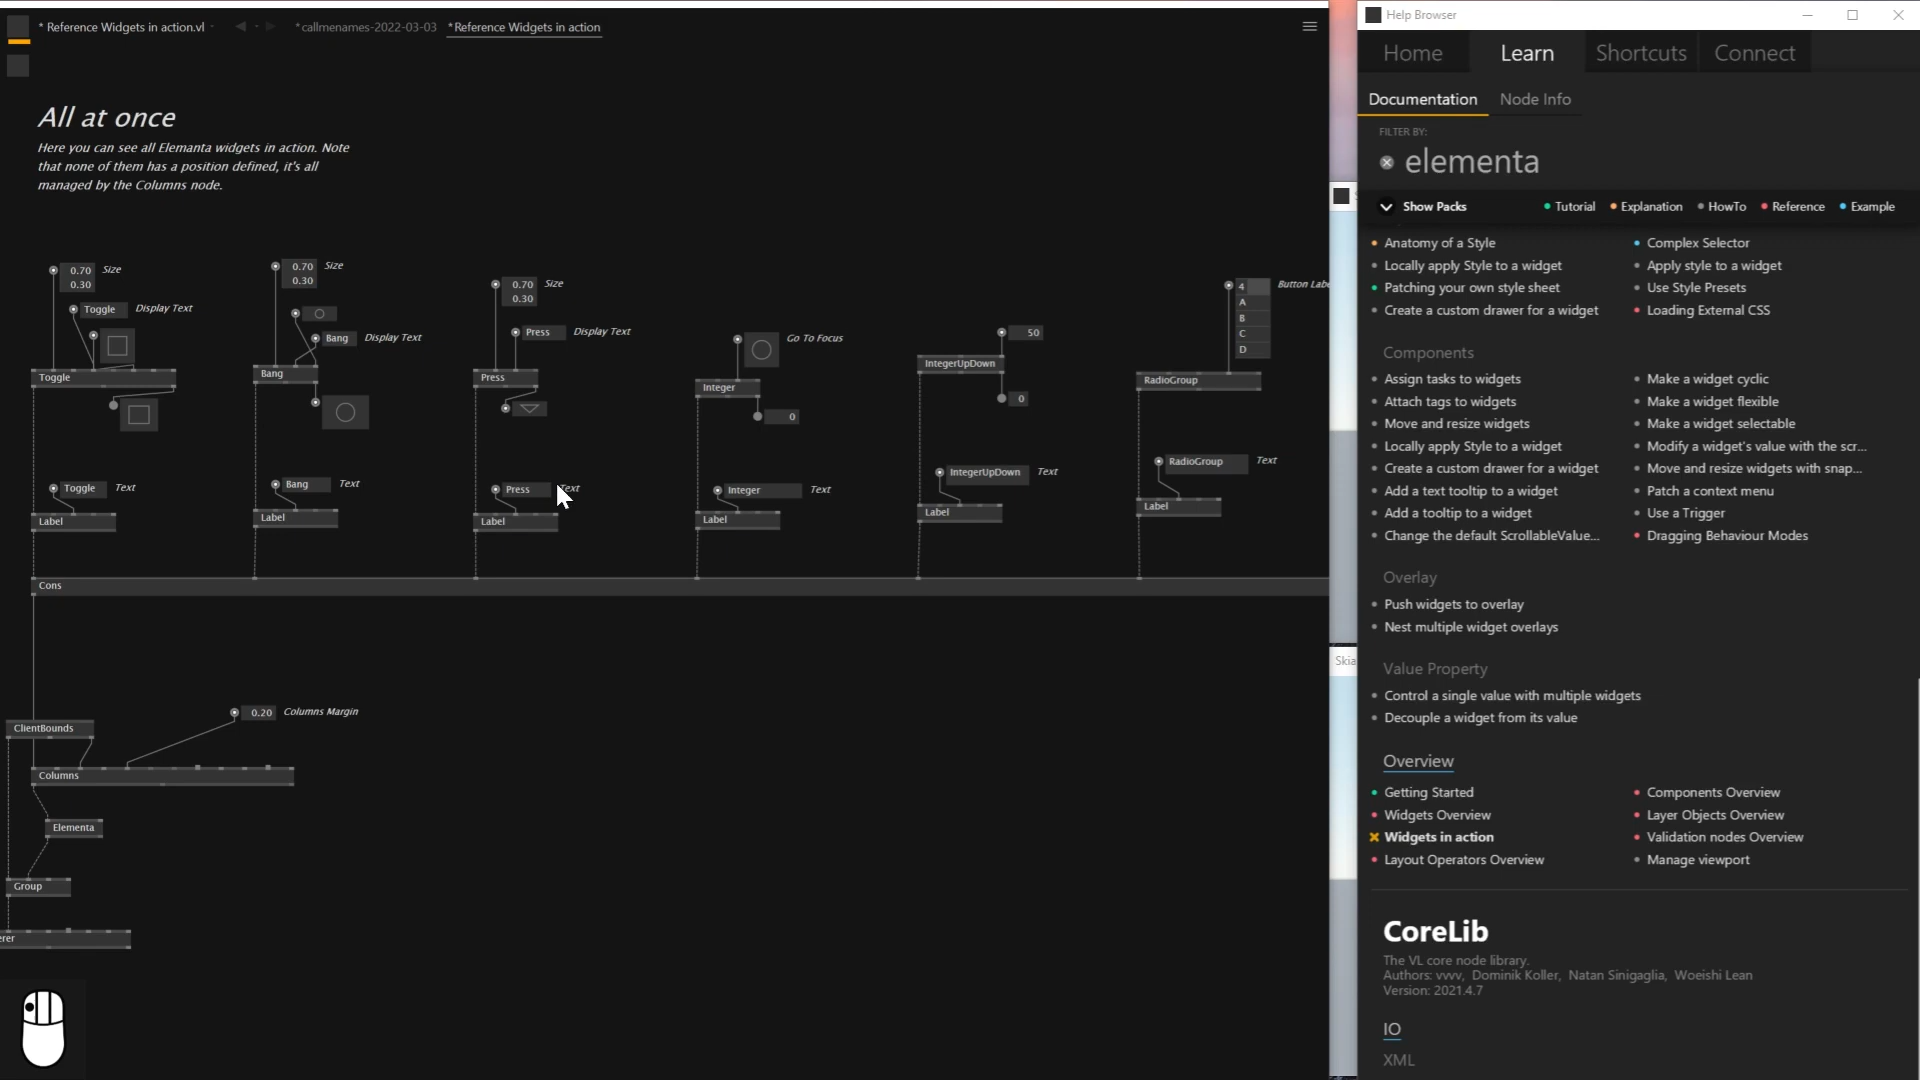 * Reference Widgets in action.vl
*callmenames-2022-03-03
*Reference Widgets in action
All at once
Here you can see all Elemanta widgets in action. Note
that none of them has a position defined, it's all
managed by the Columns node.
0.70
0.30
Size
Toggle
Display Text
Toggle
Toggle
Text
Label
0.70
0.30
Size
Bang
Display Text
Bang
Bang
Text
Label
0.70
0.30
Size
Press
Display Text
Press
Press
Text
Label
Go To Focus
Integer
0
Integer
Text
Label
50
IntegerUpDown
0
IntegerUpDown
Text
Label
4
A
B
C
D
RadioGroup
RadioGroup
Text
Label
Cons
ClientBounds
0.20
Columns Margin
Columns
Elementa
Group
erer
Skia
Help Browser
Home
Learn
Shortcuts
Connect
Documentation
Node Info
FILTER BY:
elementa
Show Packs
Tutorial
Explanation
HowTo
Reference
Example
Anatomy of a Style
Complex Selector
Locally apply Style to a widget
Apply style to a widget
Patching your own style sheet
Use Style Presets
Create a custom drawer for a widget
Loading External CSS
Components
Assign tasks to widgets
Make a widget cyclic
Attach tags to widgets
Make a widget flexible
Move and resize widgets
Make a widget selectable
Locally apply Style to a widget
Modify a widget's value with the scr...
Create a custom drawer for a widget
Move and resize widgets with snap...
Add a text tooltip to a widget
Patch a context menu
Add a tooltip to a widget
Use a Trigger
Change the default ScrollableValue...
Dragging Behaviour Modes
Overlay
Push widgets to overlay
Nest multiple widget overlays
Value Property
Control a single value with multiple widgets
Decouple a widget from its value
Overview
Getting Started
Components Overview
Widgets Overview
Layer Objects Overview
Widgets in action
Validation nodes Overview
Layout Operators Overview
Manage viewport
CoreLib
The VL core node library.
Authors: vvvv, Dominik Koller, Natan Sinigaglia, Woeishi Lean
Version: 2021.4.7
IO
XML